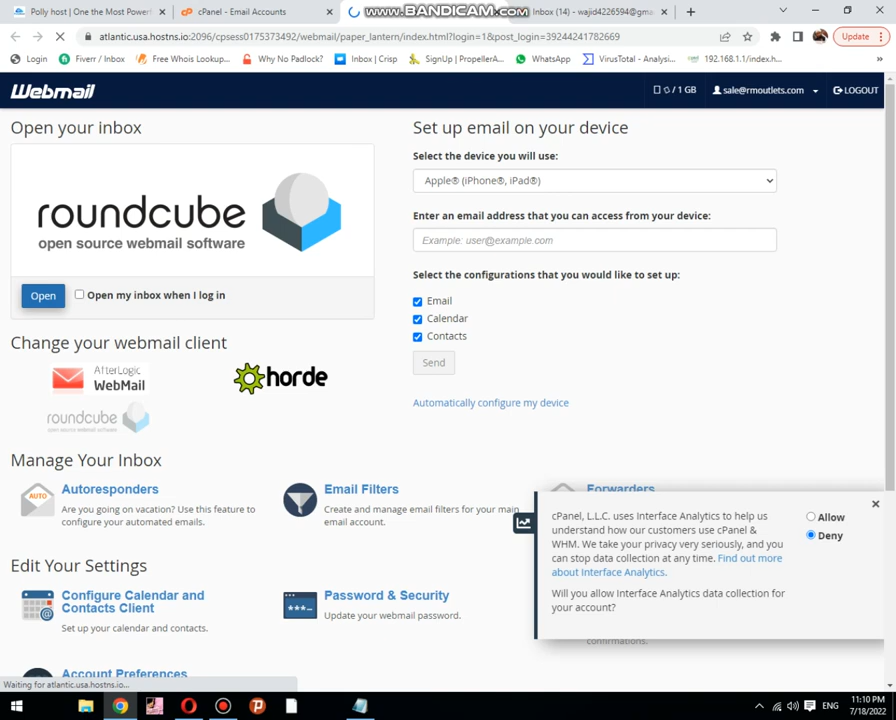 Polly host | One the Most Power
cPanel - Email Accounts
WWW.BANDICAM.COM
Inbox (14) - wajid4226594@gma
atlantic.usa.hostns.io:2096/cpsess0175373492/webmail/paper_lantern/index.html?login=1&post_login=39244241782669
Update
Login
Fiverr / Inbox
Free Whois Lookup...
Why No Padlock?
Inbox | Crisp
SignUp | PropellerA...
WhatsApp
VirusTotal - Analysi...
192.168.1.1/index.h...
Webmail
/ 1 GB
sale@rmoutlets.com
LOGOUT
Open your inbox
roundcube
open source webmail software
Open
Open my inbox when I log in
Change your webmail client
AfterLogic
WebMail
horde
roundcube
open source webmail software
Set up email on your device
Select the device you will use:
Apple® (iPhone®, iPad®)
Enter an email address that you can access from your device:
Example: user@example.com
Select the configurations that you would like to set up:
Email
Calendar
Contacts
Send
Automatically configure my device
Manage Your Inbox
AUTO
Autoresponders
Are you going on vacation? Use this feature to
configure your automated emails.
Email Filters
Create and manage email filters for your main
email account.
Forwarders
Edit Your Settings
Configure Calendar and
Contacts Client
Set up your calendar and contacts.
Password & Security
Update your webmail password.
confirmations.
Account Preferences
cPanel, L.L.C. uses Interface Analytics to help us
understand how our customers use cPanel &
WHM. We take your privacy very seriously, and you
can stop data collection at any time. Find out more
about Interface Analytics.
Will you allow Interface Analytics data collection for
your account?
Allow
Deny
Waiting for atlantic.usa.hostns.io...
ENG
11:10 PM
7/18/2022